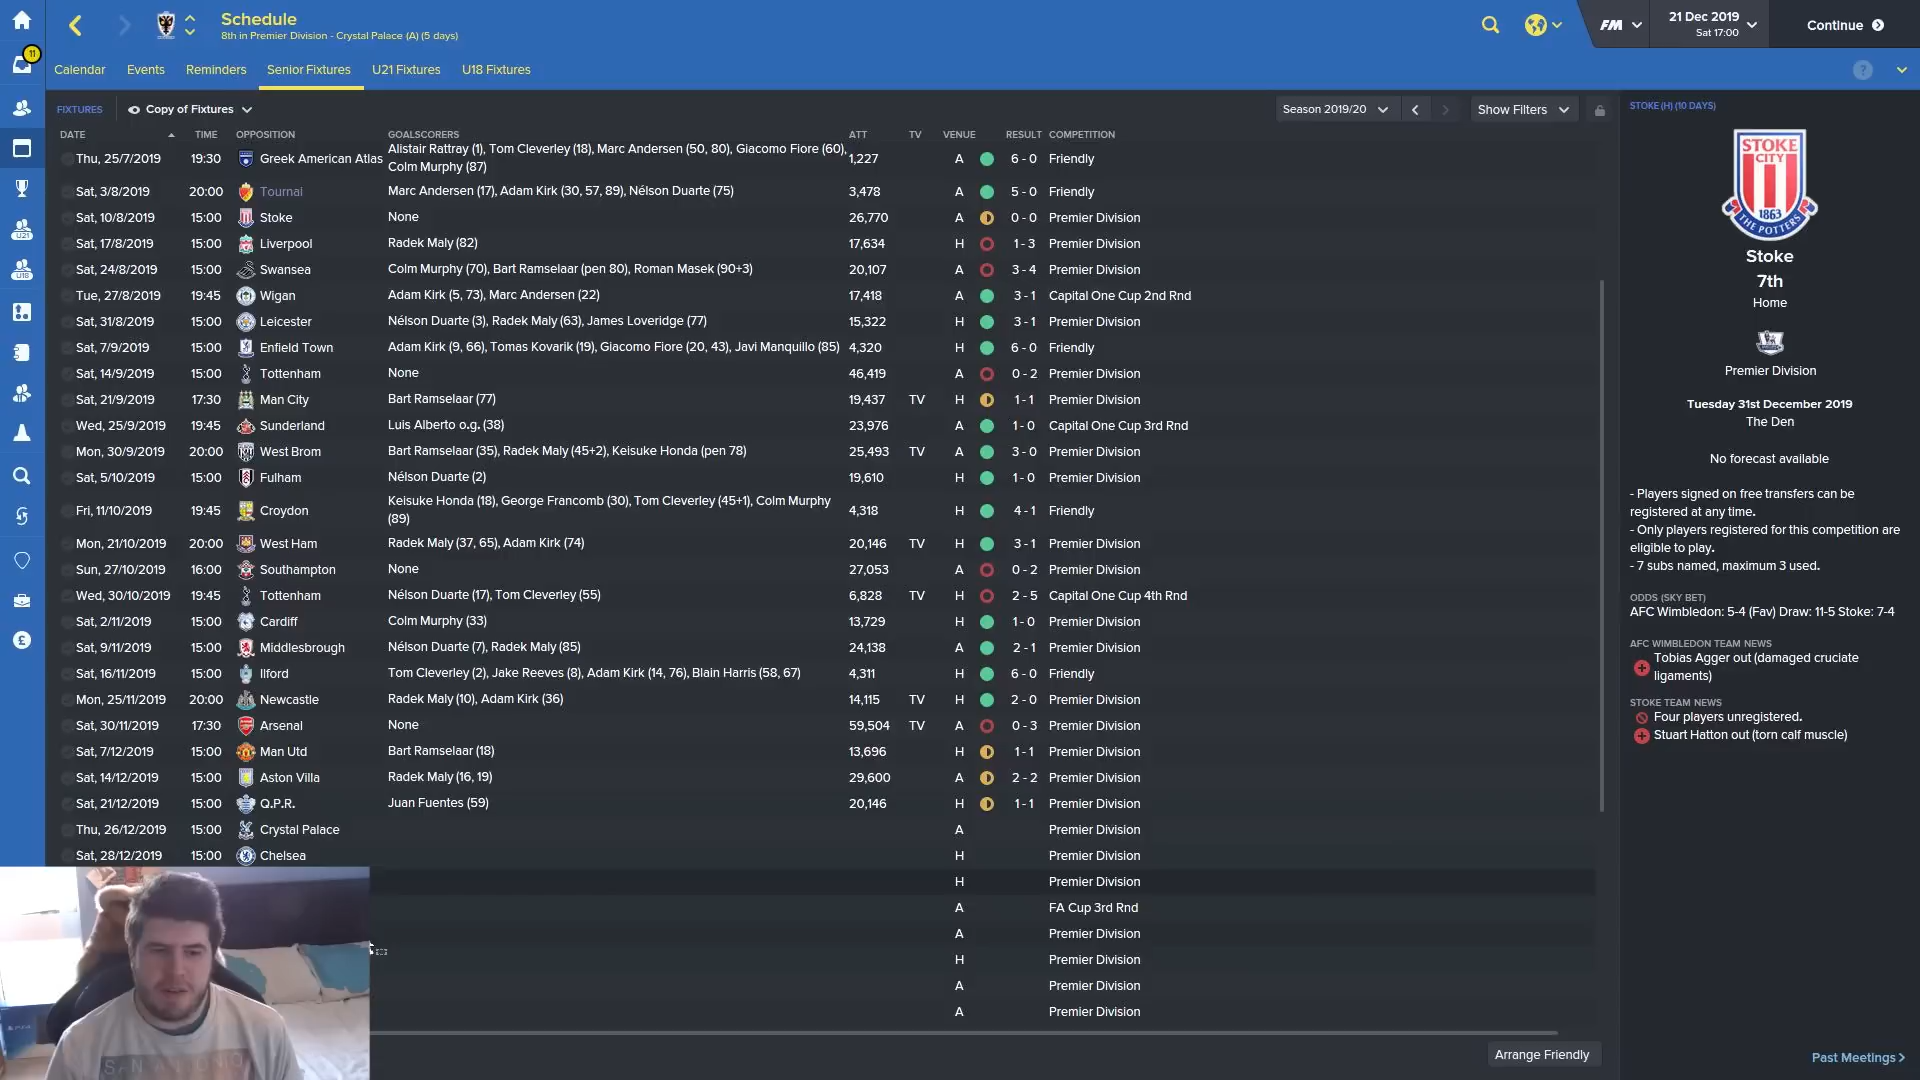 Schedule
8th in Premier Division - Crystal Palace (A) (5 days)
FM
21 Dec 2019
Sat 17:00
Continue
11
Calendar Events Reminders Senior Fixtures U21 Fixtures U18 Fixtures
?
FIXTURES Copy of Fixtures Season 2019/20 Show Filters
DATE TIME OPPOSITION GOALSCORERS ATT TV VENUE RESULT COMPETITION
Thu, 25/7/2019 19:30 Greek American Atlas Alistair Rattray (1), Tom Cleverley (18), Marc Andersen (50, 80), Giacomo Fiore (60), Colm Murphy (87) 1,227 A 6 - 0 Friendly
Sat, 3/8/2019 20:00 Tournai Marc Andersen (17), Adam Kirk (30, 57, 89), Nélson Duarte (75) 3,478 A 5 - 0 Friendly
Sat, 10/8/2019 15:00 Stoke None 26,770 A 0 - 0 Premier Division
Sat, 17/8/2019 15:00 Liverpool Radek Maly (82) 17,634 H 1 - 3 Premier Division
Sat, 24/8/2019 15:00 Swansea Colm Murphy (70), Bart Ramselaar (pen 80), Roman Masek (90+3) 20,107 A 3 - 4 Premier Division
Tue, 27/8/2019 19:45 Wigan Adam Kirk (5, 73), Marc Andersen (22) 17,418 A 3 - 1 Capital One Cup 2nd Rnd
Sat, 31/8/2019 15:00 Leicester Nélson Duarte (3), Radek Maly (63), James Loveridge (77) 15,322 H 3 - 1 Premier Division
Sat, 7/9/2019 15:00 Enfield Town Adam Kirk (9, 66), Tomas Kovarik (19), Giacomo Fiore (20, 43), Javi Manquillo (85) 4,320 H 6 - 0 Friendly
Sat, 14/9/2019 15:00 Tottenham None 46,419 A 0 - 2 Premier Division
Sat, 21/9/2019 17:30 Man City Bart Ramselaar (77) 19,437 TV H 1 - 1 Premier Division
Wed, 25/9/2019 19:45 Sunderland Luis Alberto o.g. (38) 23,976 A 1 - 0 Capital One Cup 3rd Rnd
Mon, 30/9/2019 20:00 West Brom Bart Ramselaar (35), Radek Maly (45+2), Keisuke Honda (pen 78) 25,493 TV A 3 - 0 Premier Division
Sat, 5/10/2019 15:00 Fulham Nélson Duarte (2) 19,610 H 1 - 0 Premier Division
Fri, 11/10/2019 19:45 Croydon Keisuke Honda (18), George Francomb (30), Tom Cleverley (45+1), Colm Murphy (89) 4,318 H 4 - 1 Friendly
Mon, 21/10/2019 20:00 West Ham Radek Maly (37, 65), Adam Kirk (74) 20,146 TV H 3 - 1 Premier Division
Sun, 27/10/2019 16:00 Southampton None 27,053 A 0 - 2 Premier Division
Wed, 30/10/2019 19:45 Tottenham Nélson Duarte (17), Tom Cleverley (55) 6,828 TV H 2 - 5 Capital One Cup 4th Rnd
Sat, 2/11/2019 15:00 Cardiff Colm Murphy (33) 13,729 H 1 - 0 Premier Division
Sat, 9/11/2019 15:00 Middlesbrough Nélson Duarte (7), Radek Maly (85) 24,138 A 2 - 1 Premier Division
Sat, 16/11/2019 15:00 Ilford Tom Cleverley (2), Jake Reeves (8), Adam Kirk (14, 76), Blain Harris (58, 67) 4,311 H 6 - 0 Friendly
Mon, 25/11/2019 20:00 Newcastle Radek Maly (10), Adam Kirk (36) 14,115 TV H 2 - 0 Premier Division
Sat, 30/11/2019 17:30 Arsenal None 59,504 TV A 0 - 3 Premier Division
Sat, 7/12/2019 15:00 Man Utd Bart Ramselaar (18) 13,696 H 1 - 1 Premier Division
Sat, 14/12/2019 15:00 Aston Villa Radek Maly (16, 19) 29,600 A 2 - 2 Premier Division
Sat, 21/12/2019 15:00 Q.P.R. Juan Fuentes (59) 20,146 H 1 - 1 Premier Division
Thu, 26/12/2019 15:00 Crystal Palace A Premier Division
Sat, 28/12/2019 15:00 Chelsea H Premier Division
H Premier Division
A FA Cup 3rd Rnd
A Premier Division
H Premier Division
A Premier Division
A Premier Division
Arrange Friendly
STOKE (H) (10 DAYS)
STOKE
CITY
1863
THE POTTERS
Stoke
7th
Home
Premier Division
Tuesday 31st December 2019
The Den
No forecast available
- Players signed on free transfers can be
registered at any time.
- Only players registered for this competition are
eligible to play.
- 7 subs named, maximum 3 used.
ODDS (SKY BET)
AFC Wimbledon: 5-4 (Fav) Draw: 11-5 Stoke: 7-4
AFC WIMBLEDON TEAM NEWS
Tobias Agger out (damaged cruciate
ligaments)
STOKE TEAM NEWS
Four players unregistered.
Stuart Hatton out (torn calf muscle)
Past Meetings
U21
U18
SAN ANTONIO